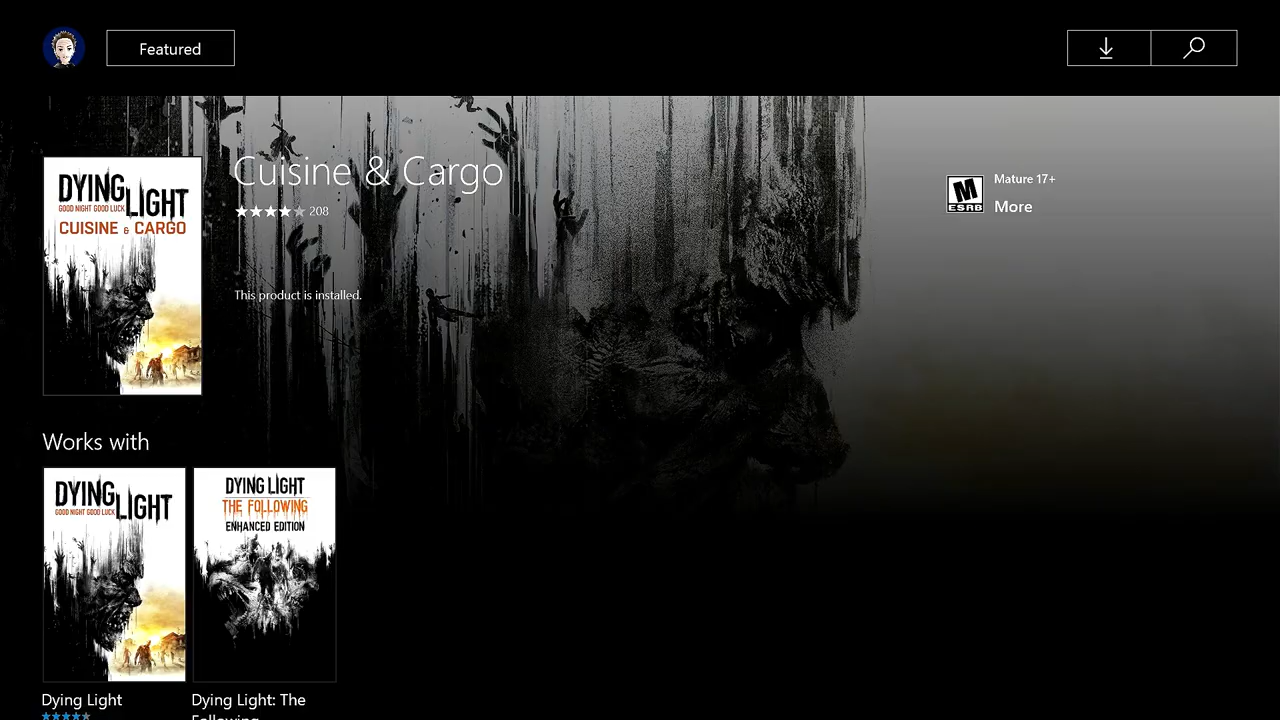 Featured
Cuisine & Cargo
208
This product is installed.
M
ESRB
Mature 17+
More
DYING LIGHT
GOOD NIGHT GOOD LUCK
CUISINE & CARGO
Works with
DYING LIGHT
GOOD NIGHT GOOD LUCK
DYING LIGHT
THE FOLLOWING
ENHANCED EDITION
Dying Light
Dying Light: The
Following